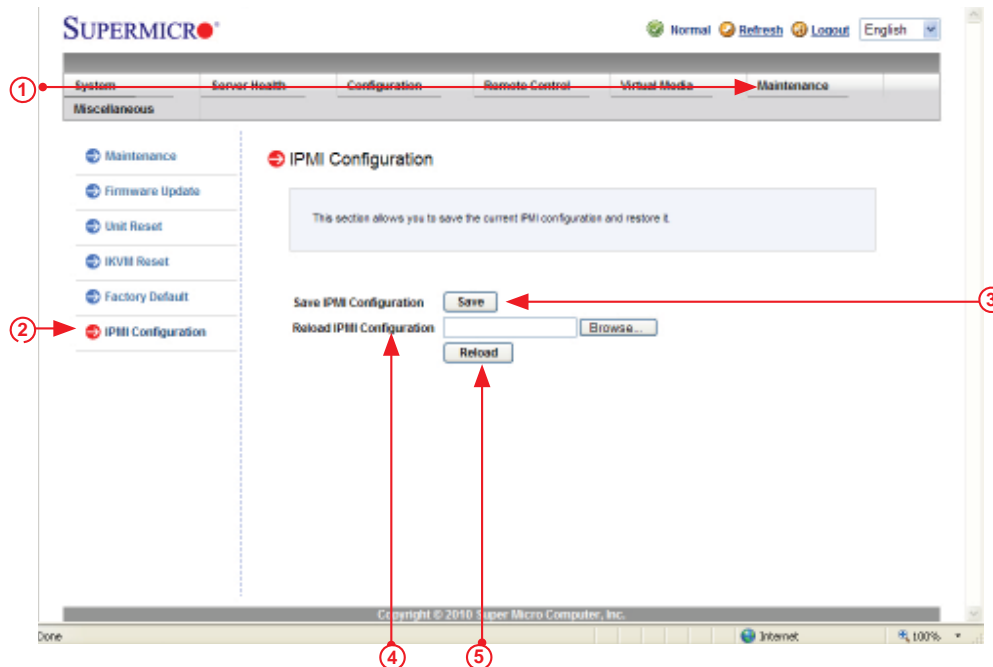 SUPERMICR
Normal Refresh Logout English
1
System Server Health Configuration Remote Control Virtual Media Maintenance
Miscellaneous
Maintenance
IPMI Configuration
Firmware Update
This section allows you to save the current IPMI configuration and restore it.
Unit Reset
IKVM Reset
Factory Default
Save IPMI Configuration Save
3
2
IPMI Configuration
Reload IPMI Configuration Browse...
Reload
Copyright © 2010 Super Micro Computer, Inc.
Done Internet 100%
4 5